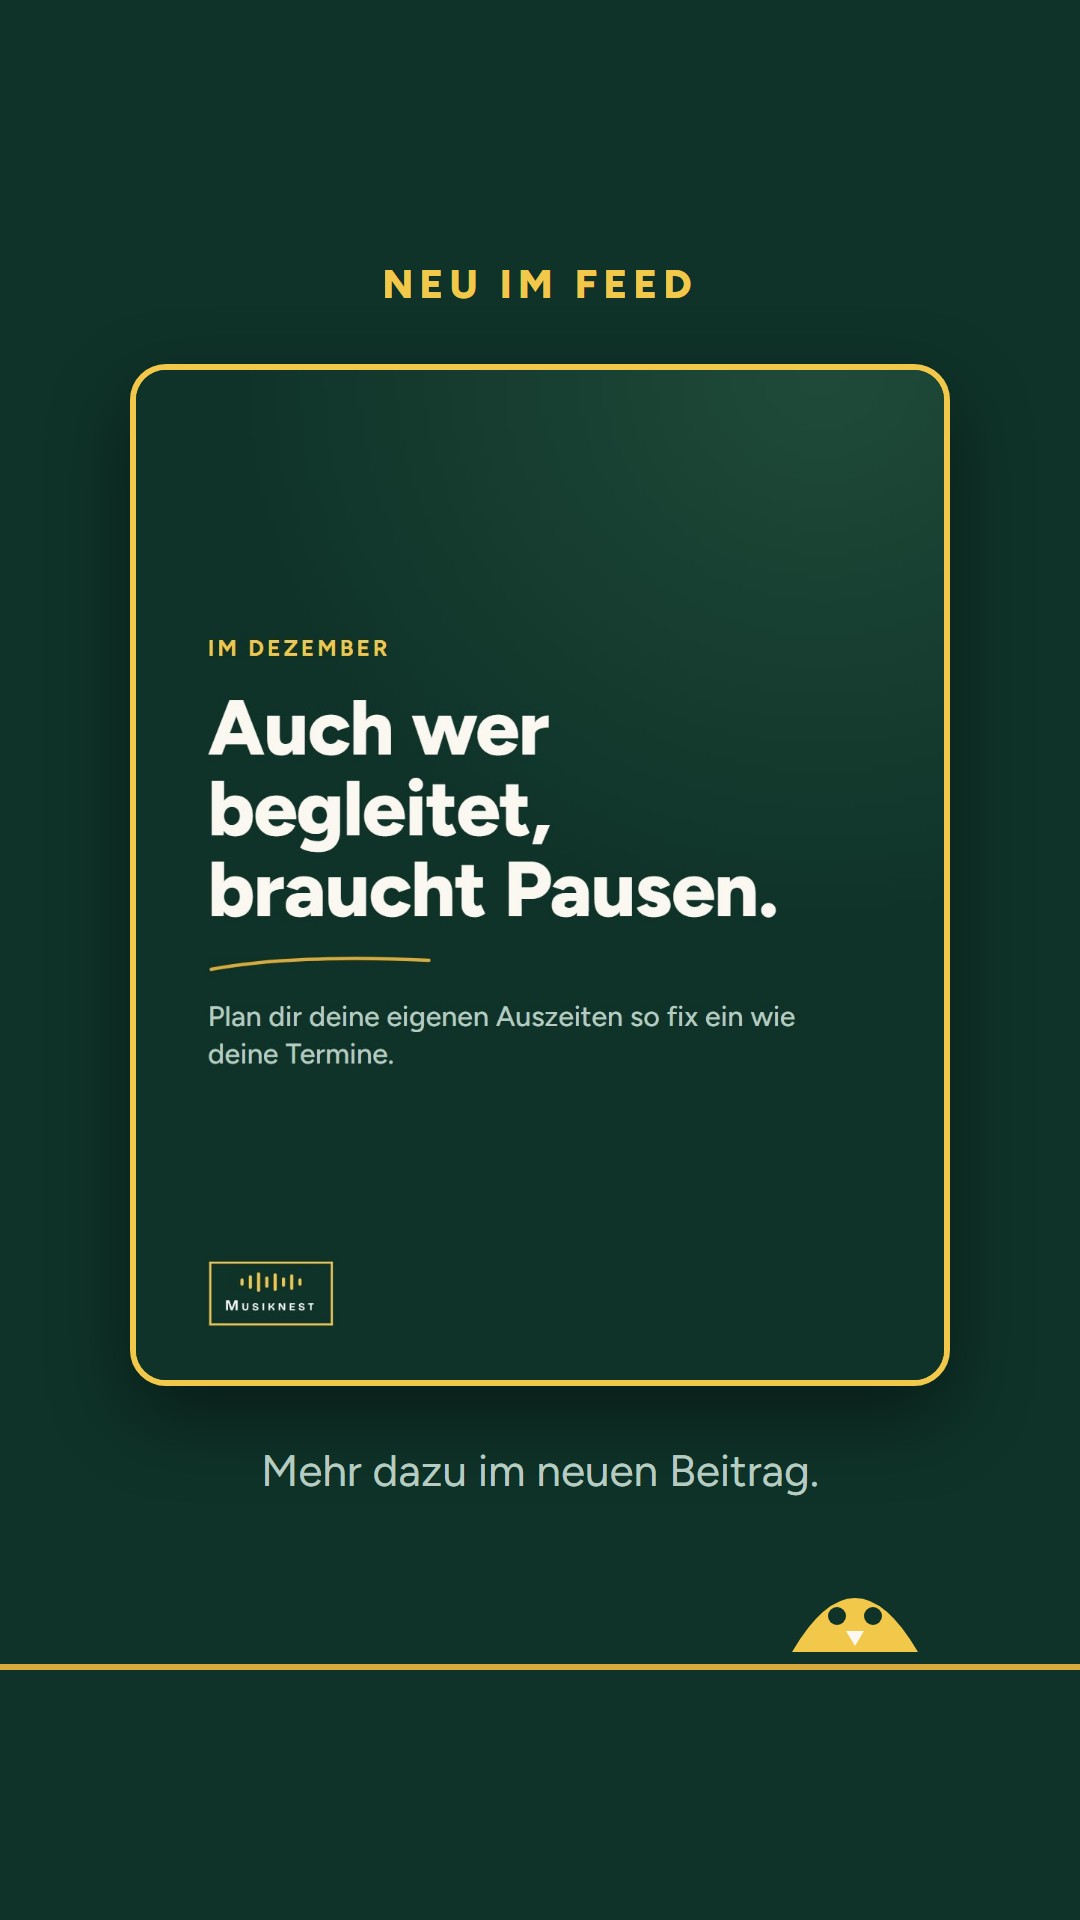 NEU IM FEED
IM DEZEMBER
Auch wer
begleitet,
braucht Pausen.
Plan dir deine eigenen Auszeiten so fix ein wie
deine Termine.
MUSIKNEST
Mehr dazu im neuen Beitrag.